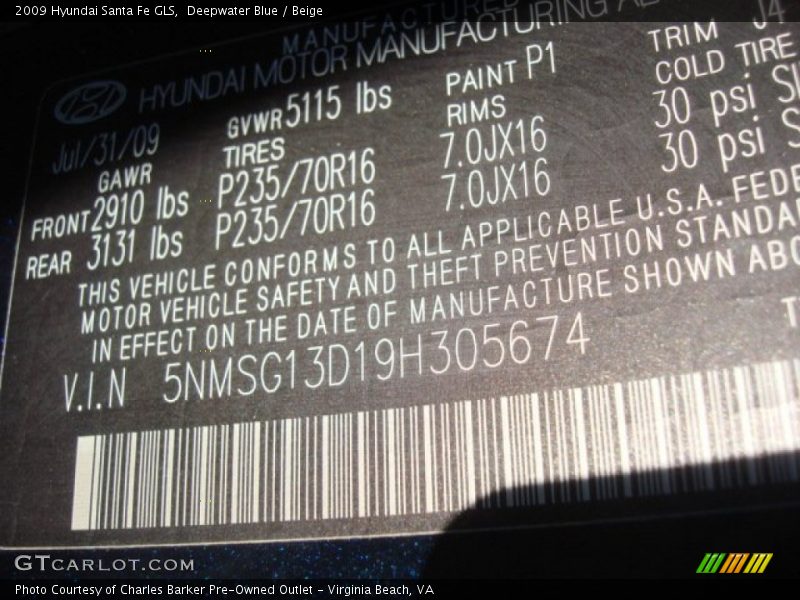 2009 Hyundai Santa Fe GLS,  Deepwater Blue / Beige
MANUFACTURED
HYUNDAI MOTOR MANUFACTURING AL
Jul/31/09 GVWR 5115 lbs PAINT P1 TRIM J4
GAWR TIRES RIMS COLD TIRE
FRONT 2910 lbs P235/70R16 7.0JX16 30 psi
REAR 3131 lbs P235/70R16 7.0JX16 30 psi
THIS VEHICLE CONFORMS TO ALL APPLICABLE U.S.A. FEDE
MOTOR VEHICLE SAFETY AND THEFT PREVENTION STANDA
IN EFFECT ON THE DATE OF MANUFACTURE SHOWN ABO
V.I.N 5NMSG13D19H305674
GTCARLOT.COM
Photo Courtesy of Charles Barker Pre-Owned Outlet - Virginia Beach, VA